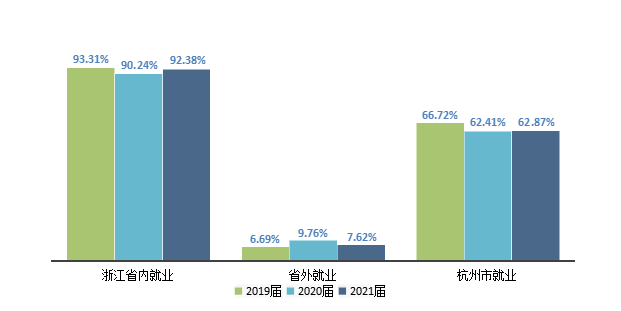 93.31% 90.24% 92.38%
66.72% 62.41% 62.87%
6.69% 9.76% 7.62%
浙江省内就业 省外就业 杭州市就业
2019届 2020届 2021届